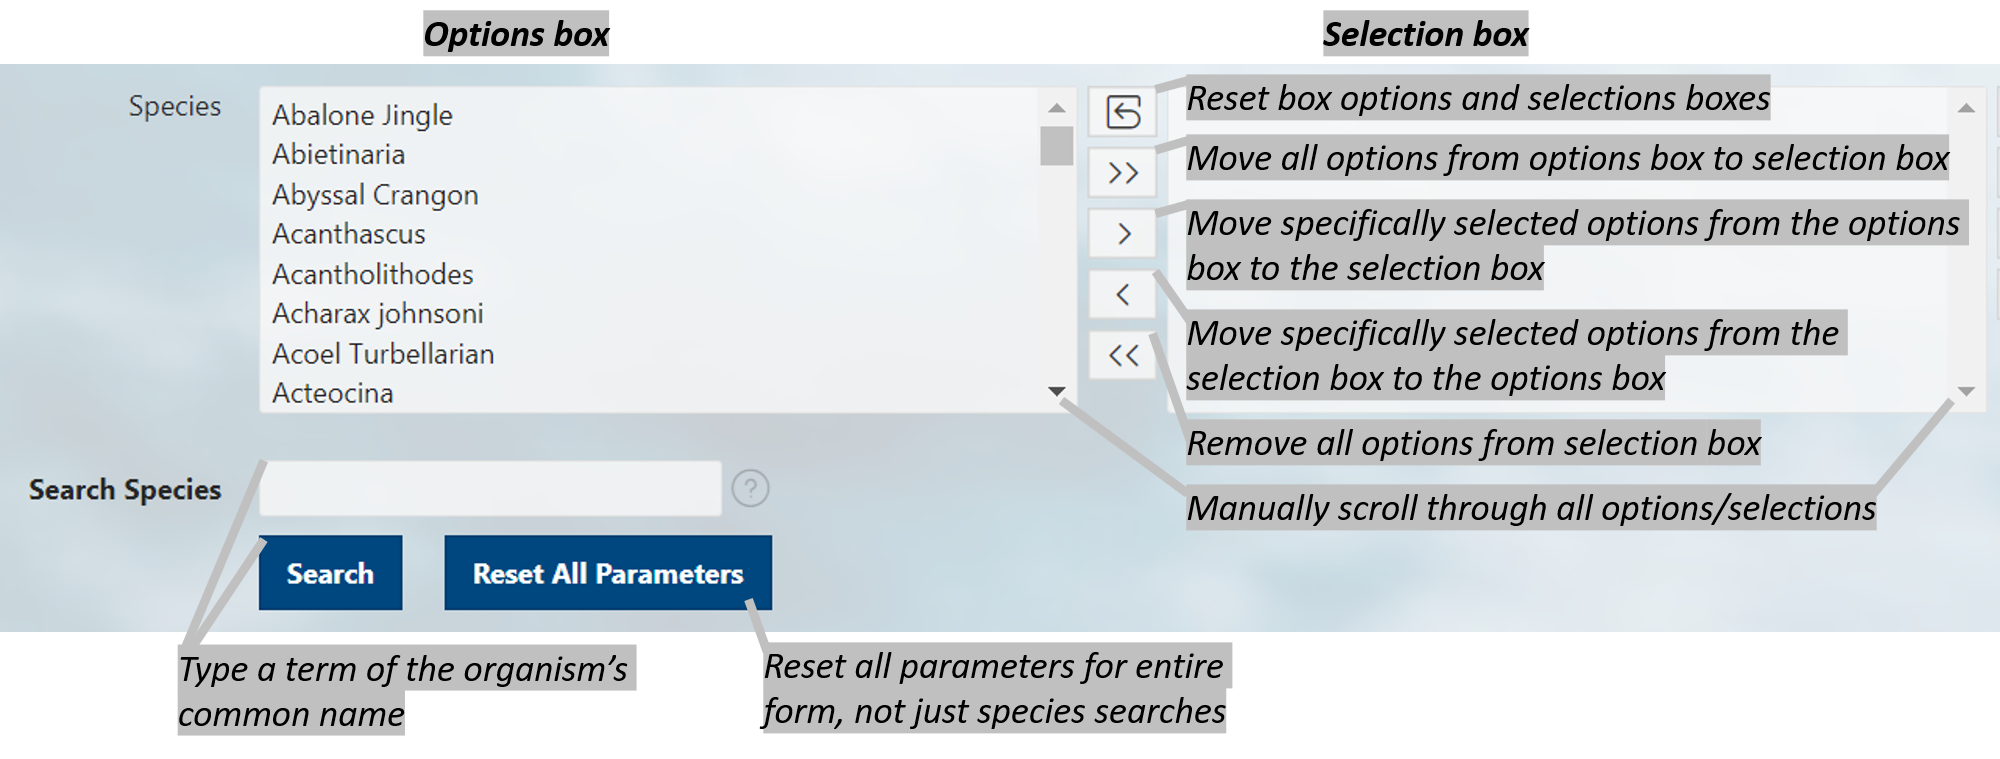 Options box
Selection box
Species
Abalone Jingle
Abietinaria
Abyssal Crangon
Acanthascus
Acantholithodes
Acharax johnsoni
Acoel Turbellarian
Acteocina
>>
>
<
<<
Reset box options and selections boxes
Move all options from options box to selection box
Move specifically selected options from the options
box to the selection box
Move specifically selected options from the
selection box to the options box
Remove all options from selection box
Manually scroll through all options/selections
Search Species
?
Search
Reset All Parameters
Type a term of the organism’s
common name
Reset all parameters for entire
form, not just species searches